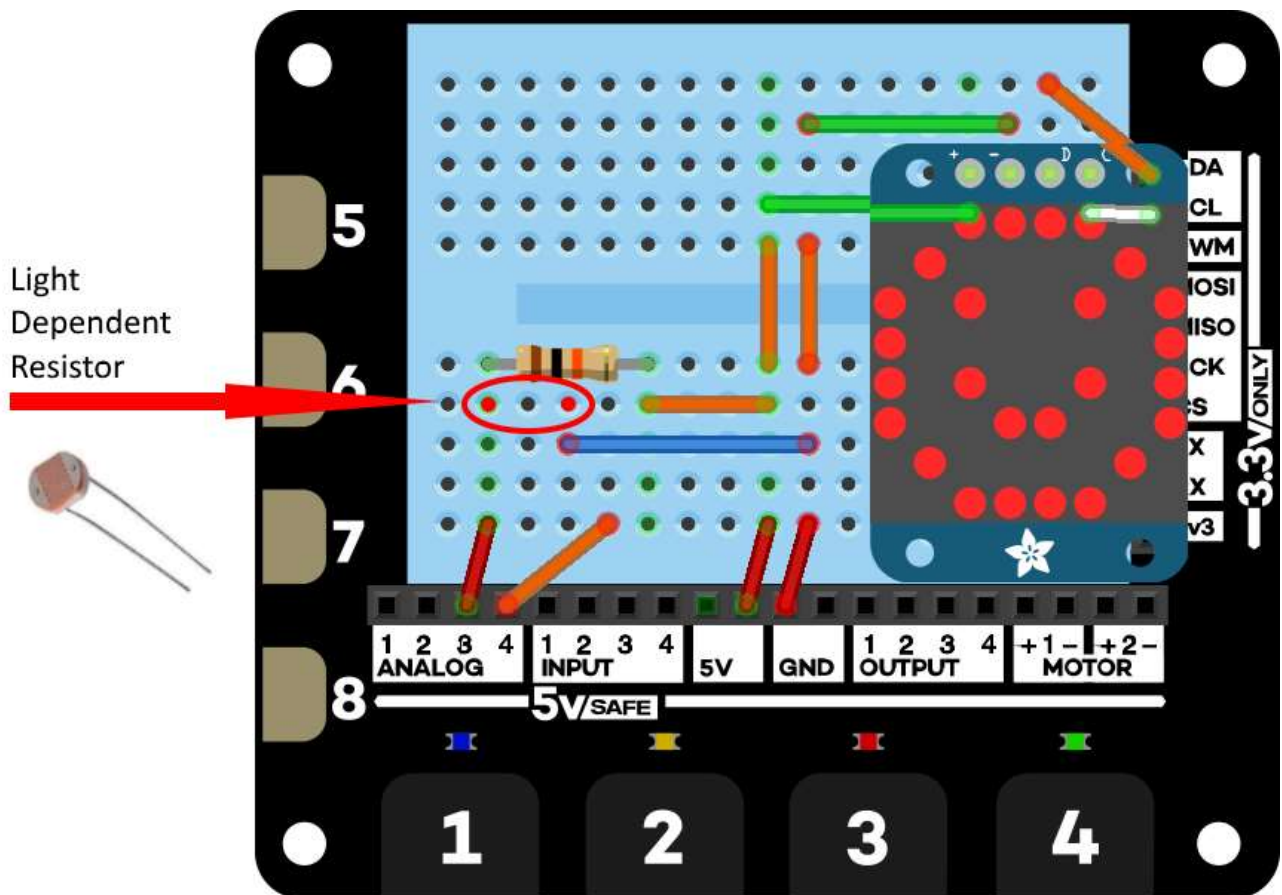 + - D C
DA
CL
5
WM
Light
Dependent
Resistor
6
CK
CS
X
X
7
v3
3.3V ONLY
1 2 3 4
ANALOG
1 2 3 4
INPUT
5V
GND
1 2 3 4
OUTPUT
+1- +2-
MOTOR
8
5V/SAFE
1
2
3
4